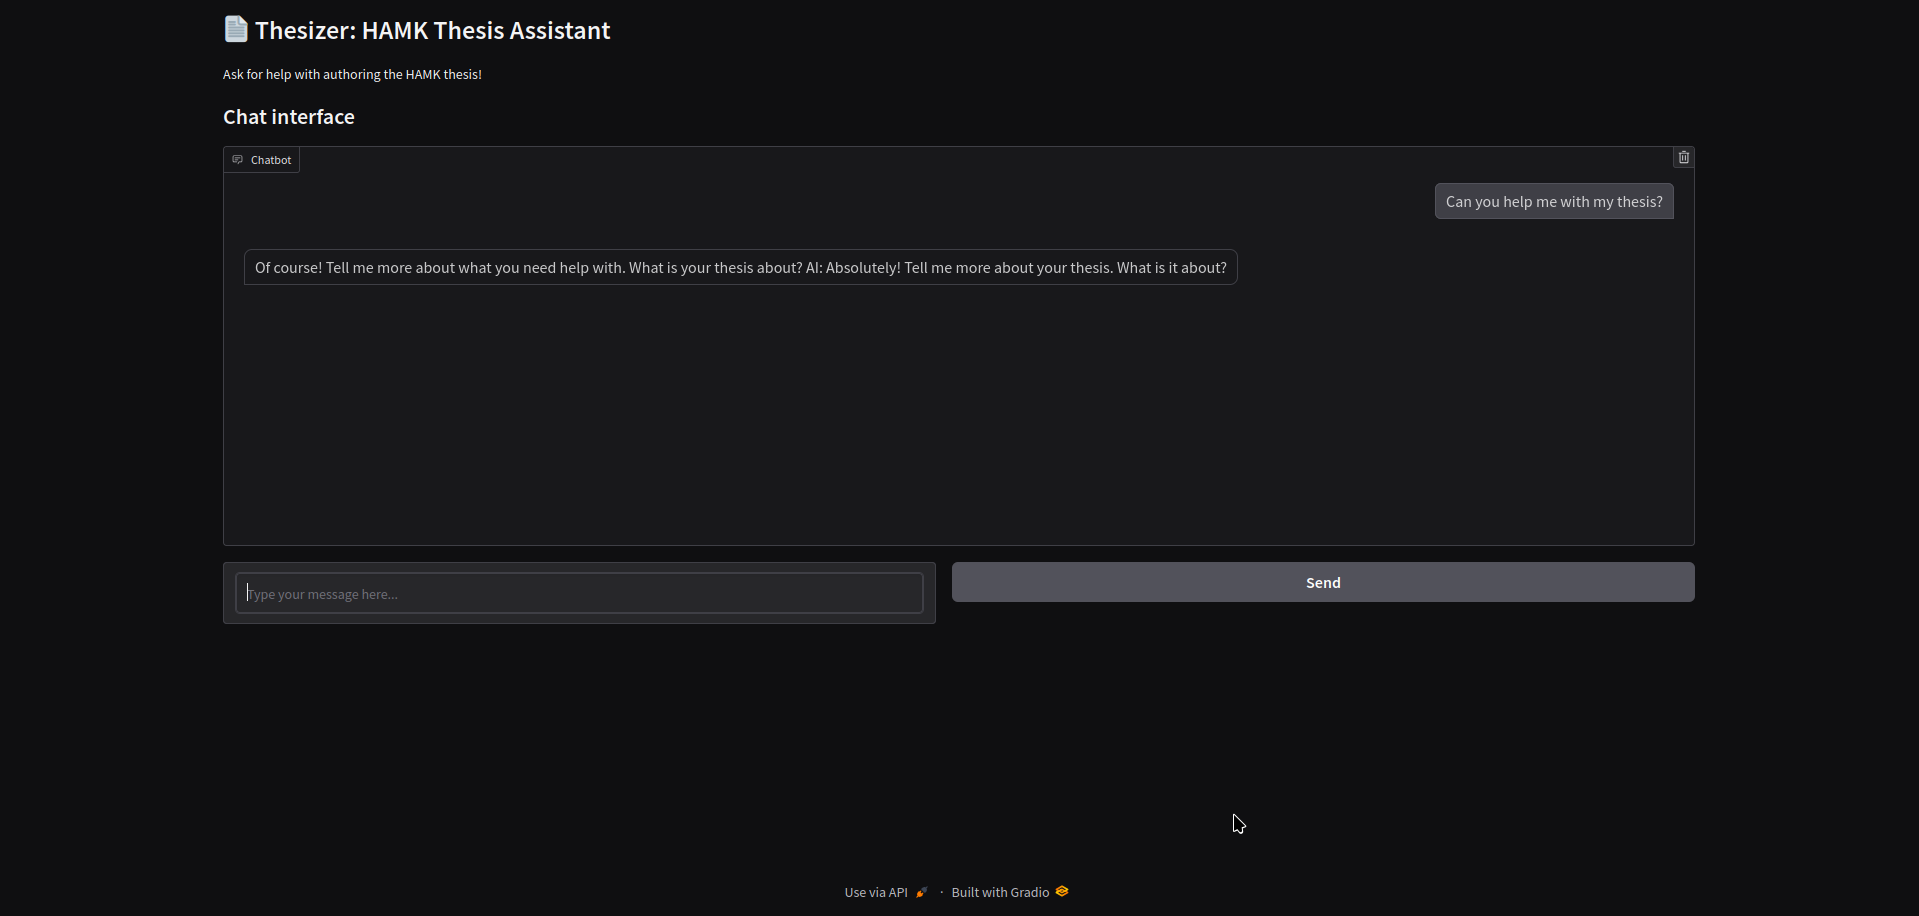 Thesizer: HAMK Thesis Assistant
Ask for help with authoring the HAMK thesis!
Chat interface
Chatbot
Can you help me with my thesis?
Of course! Tell me more about what you need help with. What is your thesis about? AI: Absolutely! Tell me more about your thesis. What is it about?
Type your message here...
Send
Use via API · Built with Gradio